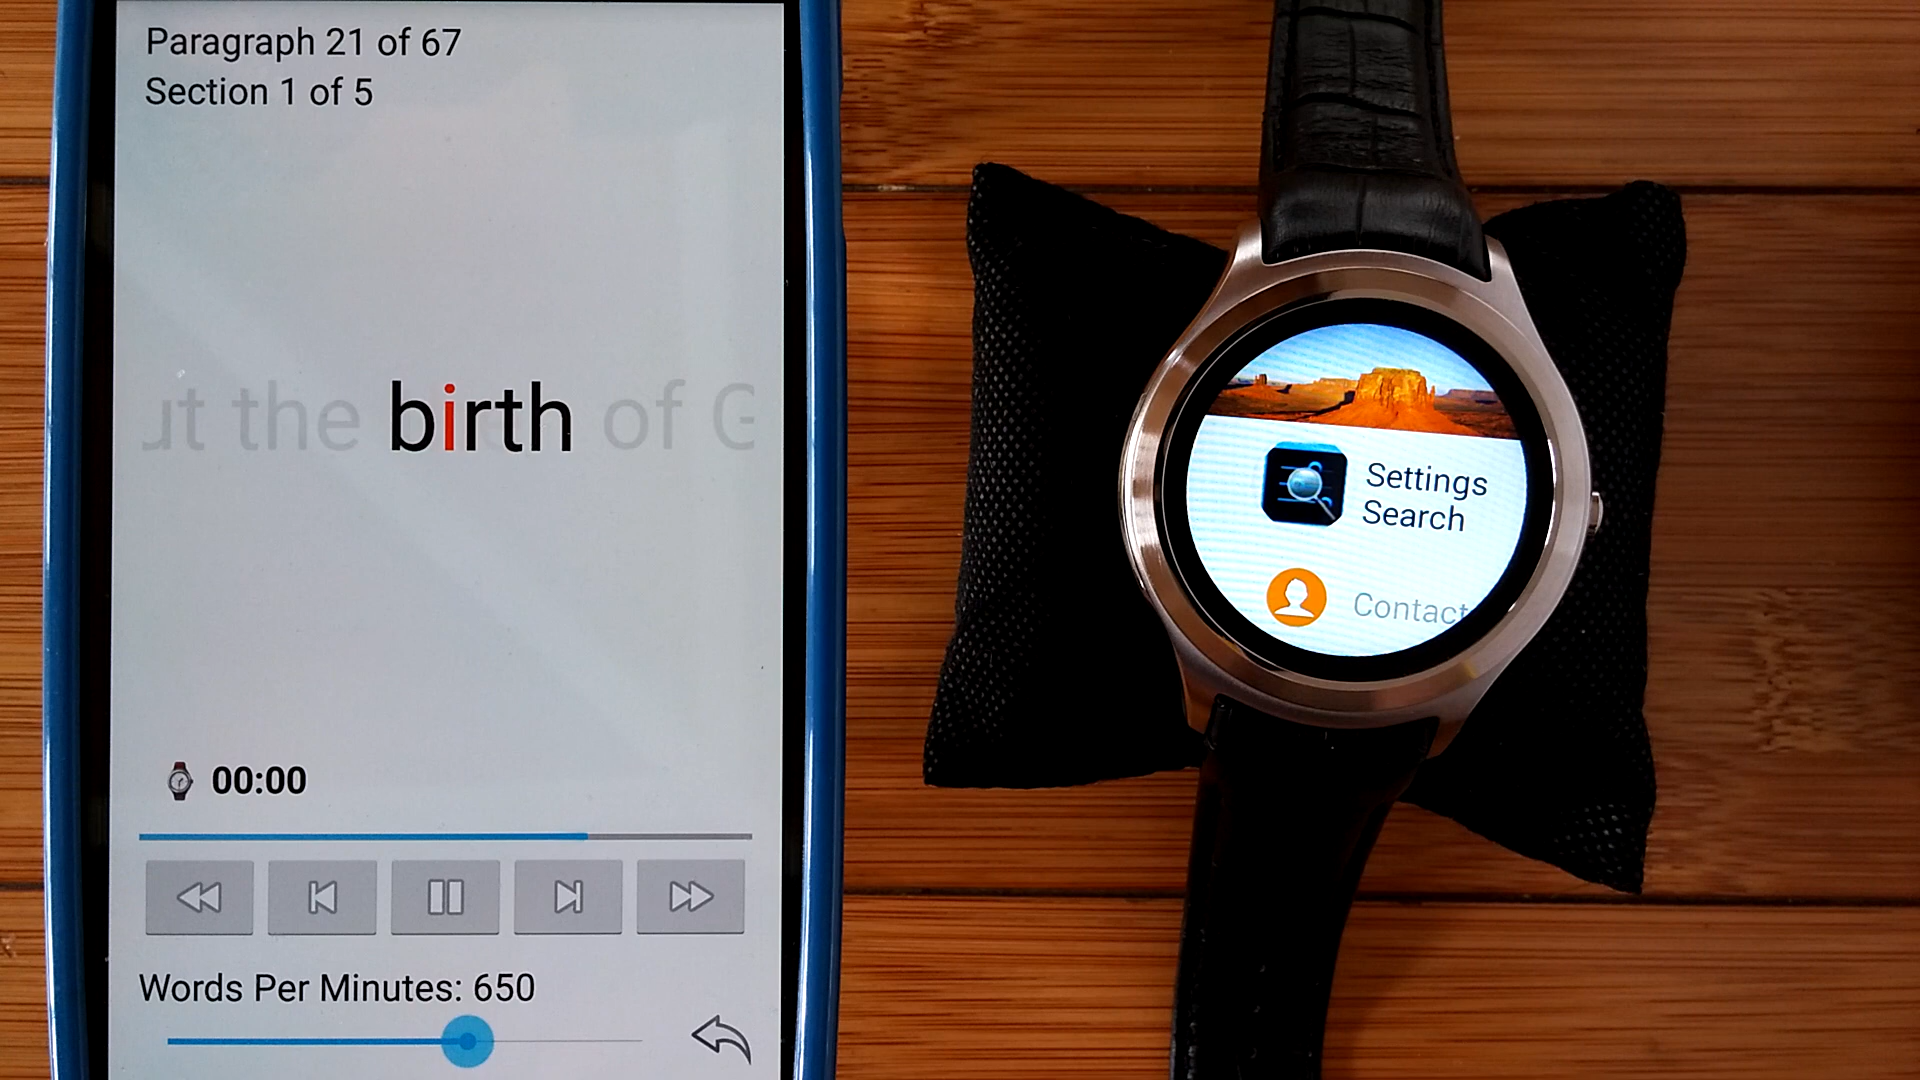 Paragraph 21 of 67
Section 1 of 5
the birth of
00:00
Words Per Minutes: 650
Settings
Search
Contact